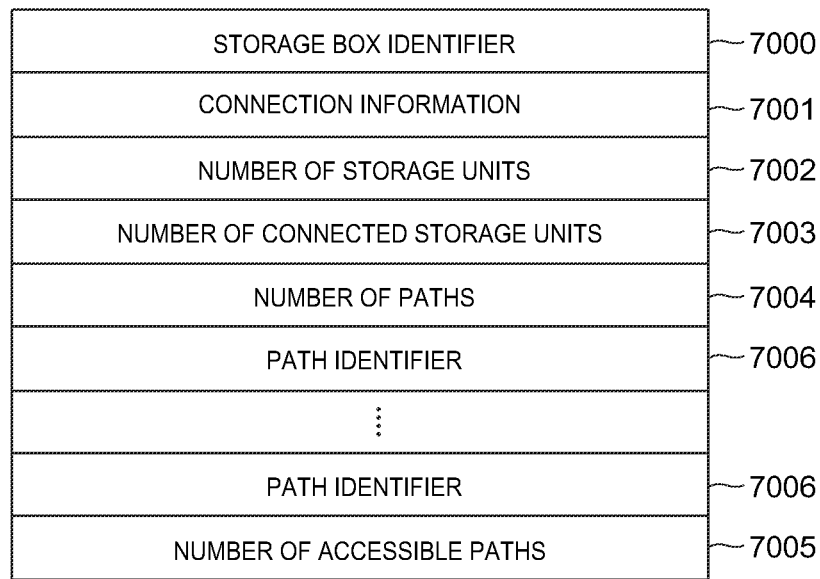 STORAGE BOX IDENTIFIER 7000
CONNECTION INFORMATION 7001
NUMBER OF STORAGE UNITS 7002
NUMBER OF CONNECTED STORAGE UNITS 7003
NUMBER OF PATHS 7004
PATH IDENTIFIER 7006
PATH IDENTIFIER 7006
NUMBER OF ACCESSIBLE PATHS 7005